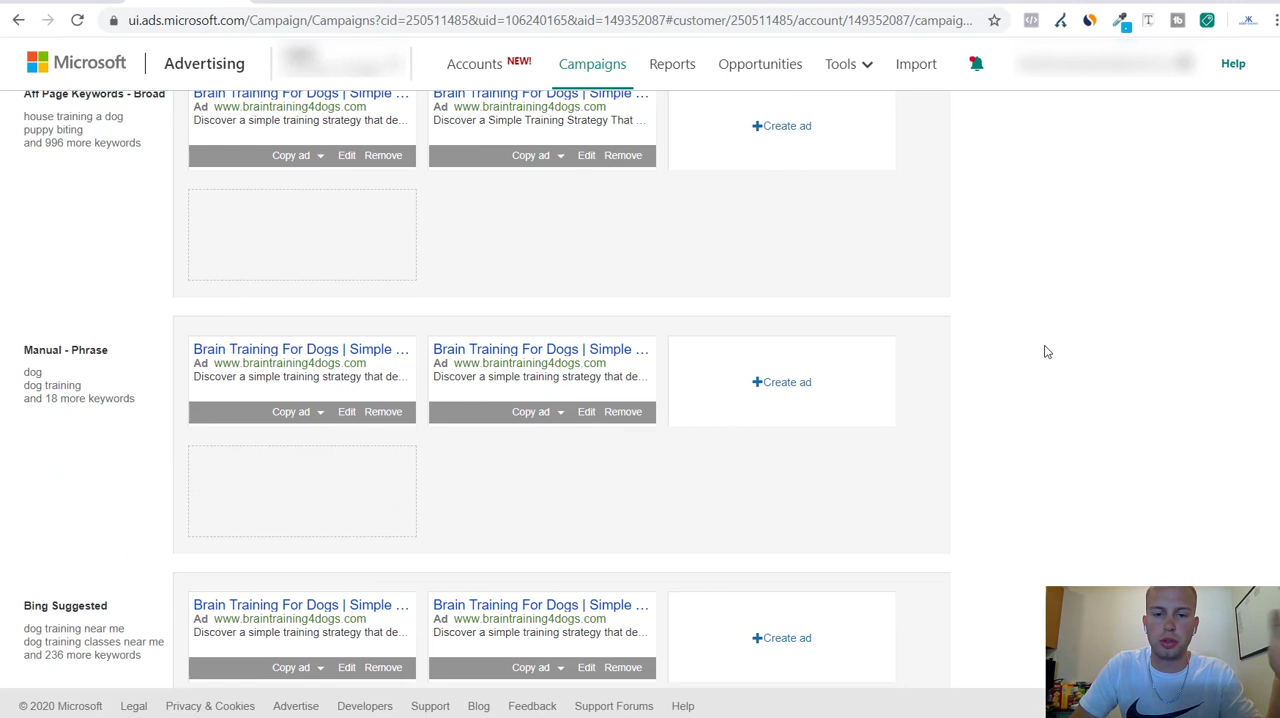 ui.ads.microsoft.com/Campaign/Campaigns?cid=250511485&uid=106240165&aid=149352087#customer/250511485/account/149352087/campaig...
Microsoft
Advertising
Accounts NEW!
Campaigns
Reports
Opportunities
Tools
Import
Help
Aff Page Keywords - Broad
house training a dog
puppy biting
and 996 more keywords
Brain Training For Dogs | Simple ...
Ad www.braintraining4dogs.com
Discover a simple training strategy that de...
Copy ad Edit Remove
Brain Training For Dogs | Simple ...
Ad www.braintraining4dogs.com
Discover a Simple Training Strategy That ...
Copy ad Edit Remove
+Create ad
Manual - Phrase
dog
dog training
and 18 more keywords
Brain Training For Dogs | Simple ...
Ad www.braintraining4dogs.com
Discover a simple training strategy that de...
Copy ad Edit Remove
Brain Training For Dogs | Simple ...
Ad www.braintraining4dogs.com
Discover a simple training strategy that de...
Copy ad Edit Remove
+Create ad
Bing Suggested
dog training near me
dog training classes near me
and 236 more keywords
Brain Training For Dogs | Simple ...
Ad www.braintraining4dogs.com
Discover a simple training strategy that de...
Copy ad Edit Remove
Brain Training For Dogs | Simple ...
Ad www.braintraining4dogs.com
Discover a simple training strategy that de...
Copy ad Edit Remove
+Create ad
© 2020 Microsoft Legal Privacy & Cookies Advertise Developers Support Blog Feedback Support Forums Help